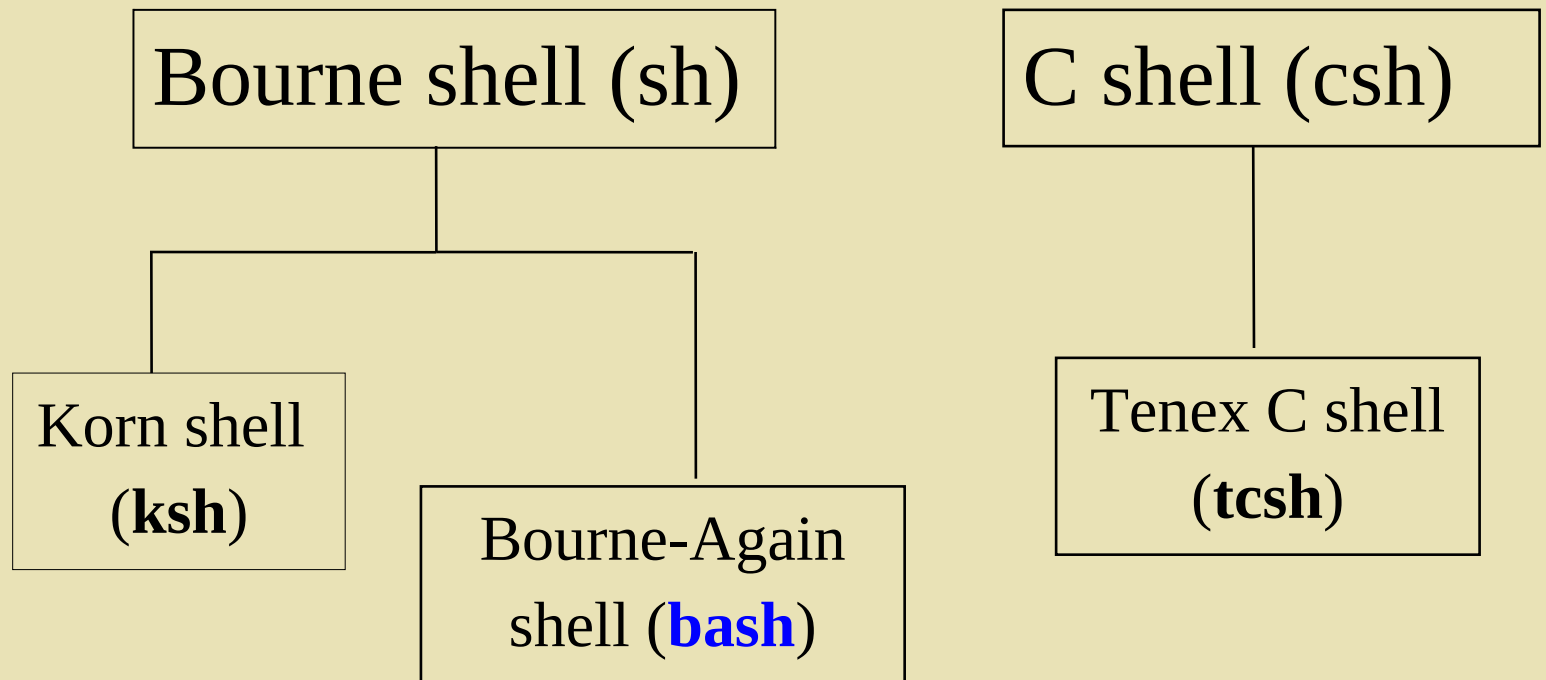 Bourne shell (sh)
C shell (csh)
Korn shell
(ksh)
Bourne-Again
shell (bash)
Tenex C shell
(tcsh)